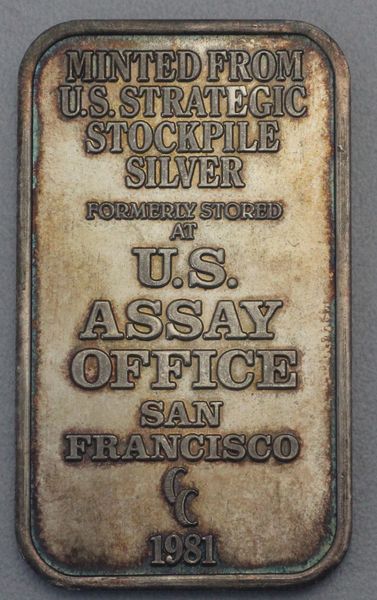 MINTED FROM
U.S. STRATEGIC
STOCKPILE
SILVER
FORMERLY STORED
AT
U.S.
ASSAY
OFFICE
SAN
FRANCISCO
CC
1981